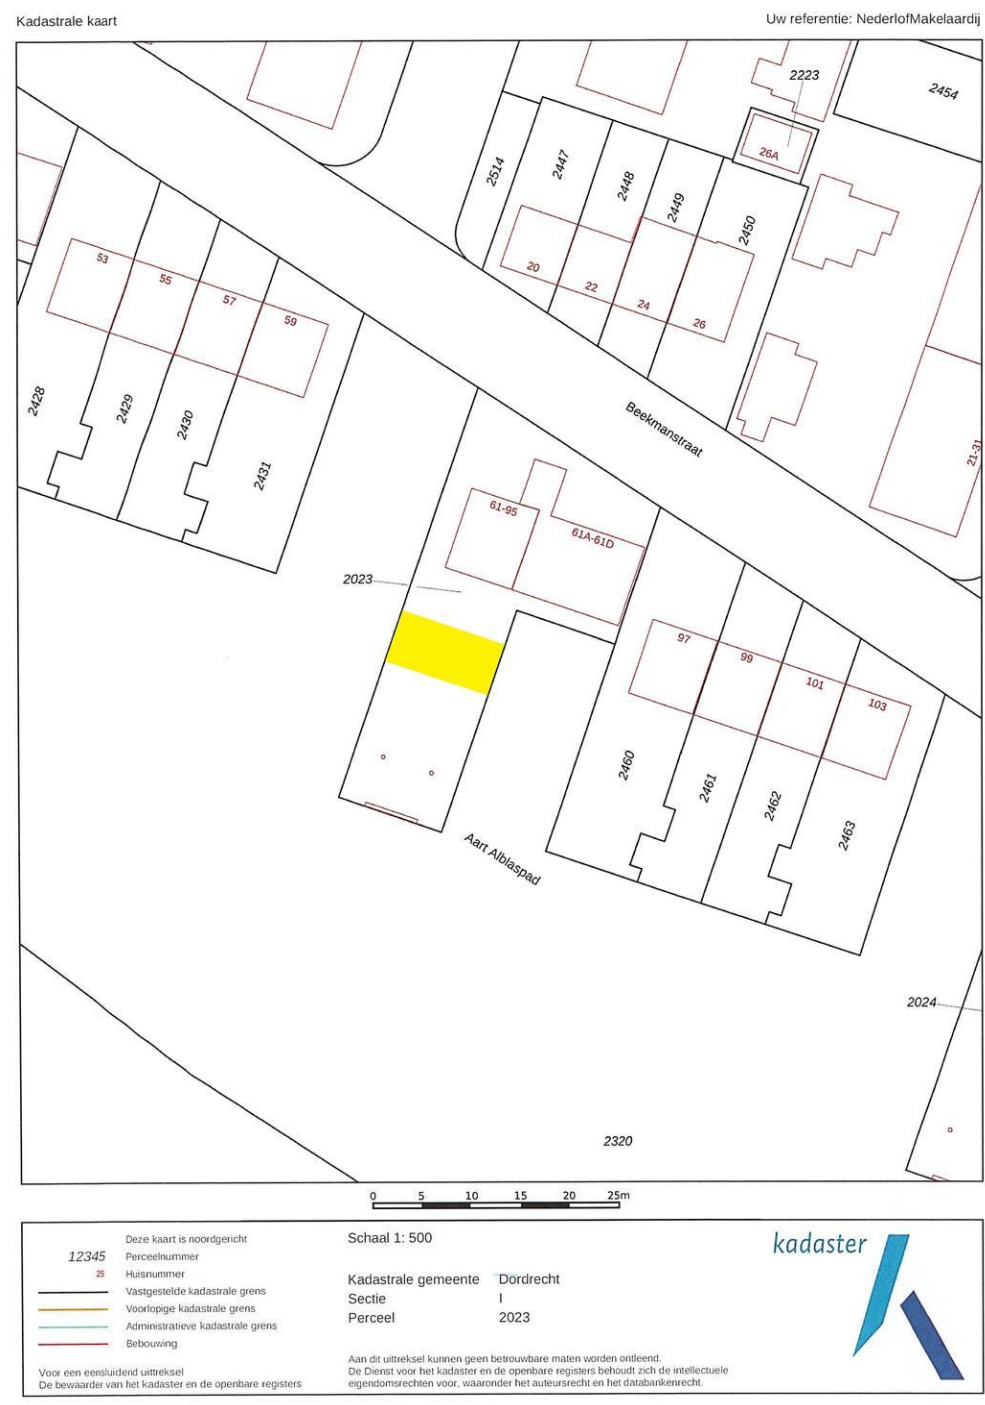 Kadastrale kaart
Uw referentie: NederlofMakelaardij
2223
2454
26A
2514
2447
2448
2449
2450
20
22
24
26
53
55
57
59
2428
2429
2430
2431
Beekmanstraat
21-31
61-95
61A-61D
2023
97
99
101
103
2460
2461
2462
2463
Aart Alblaspad
2024
2320
0 5 10 15 20 25m
Deze kaart is noordgericht
12345 Perceelnummer
25 Huisnummer
Vastgestelde kadastrale grens
Voorlopige kadastrale grens
Administratieve kadastrale grens
Bebouwing
Voor een eensluidend uittreksel
De bewaarder van het kadaster en de openbare registers
Schaal 1: 500
Kadastrale gemeente Dordrecht
Sectie I
Perceel 2023
Aan dit uittreksel kunnen geen betrouwbare maten worden ontleend.
De Dienst voor het kadaster en de openbare registers behoudt zich de intellectuele
eigendomsrechten voor, waaronder het auteursrecht en het databankenrecht.
kadaster